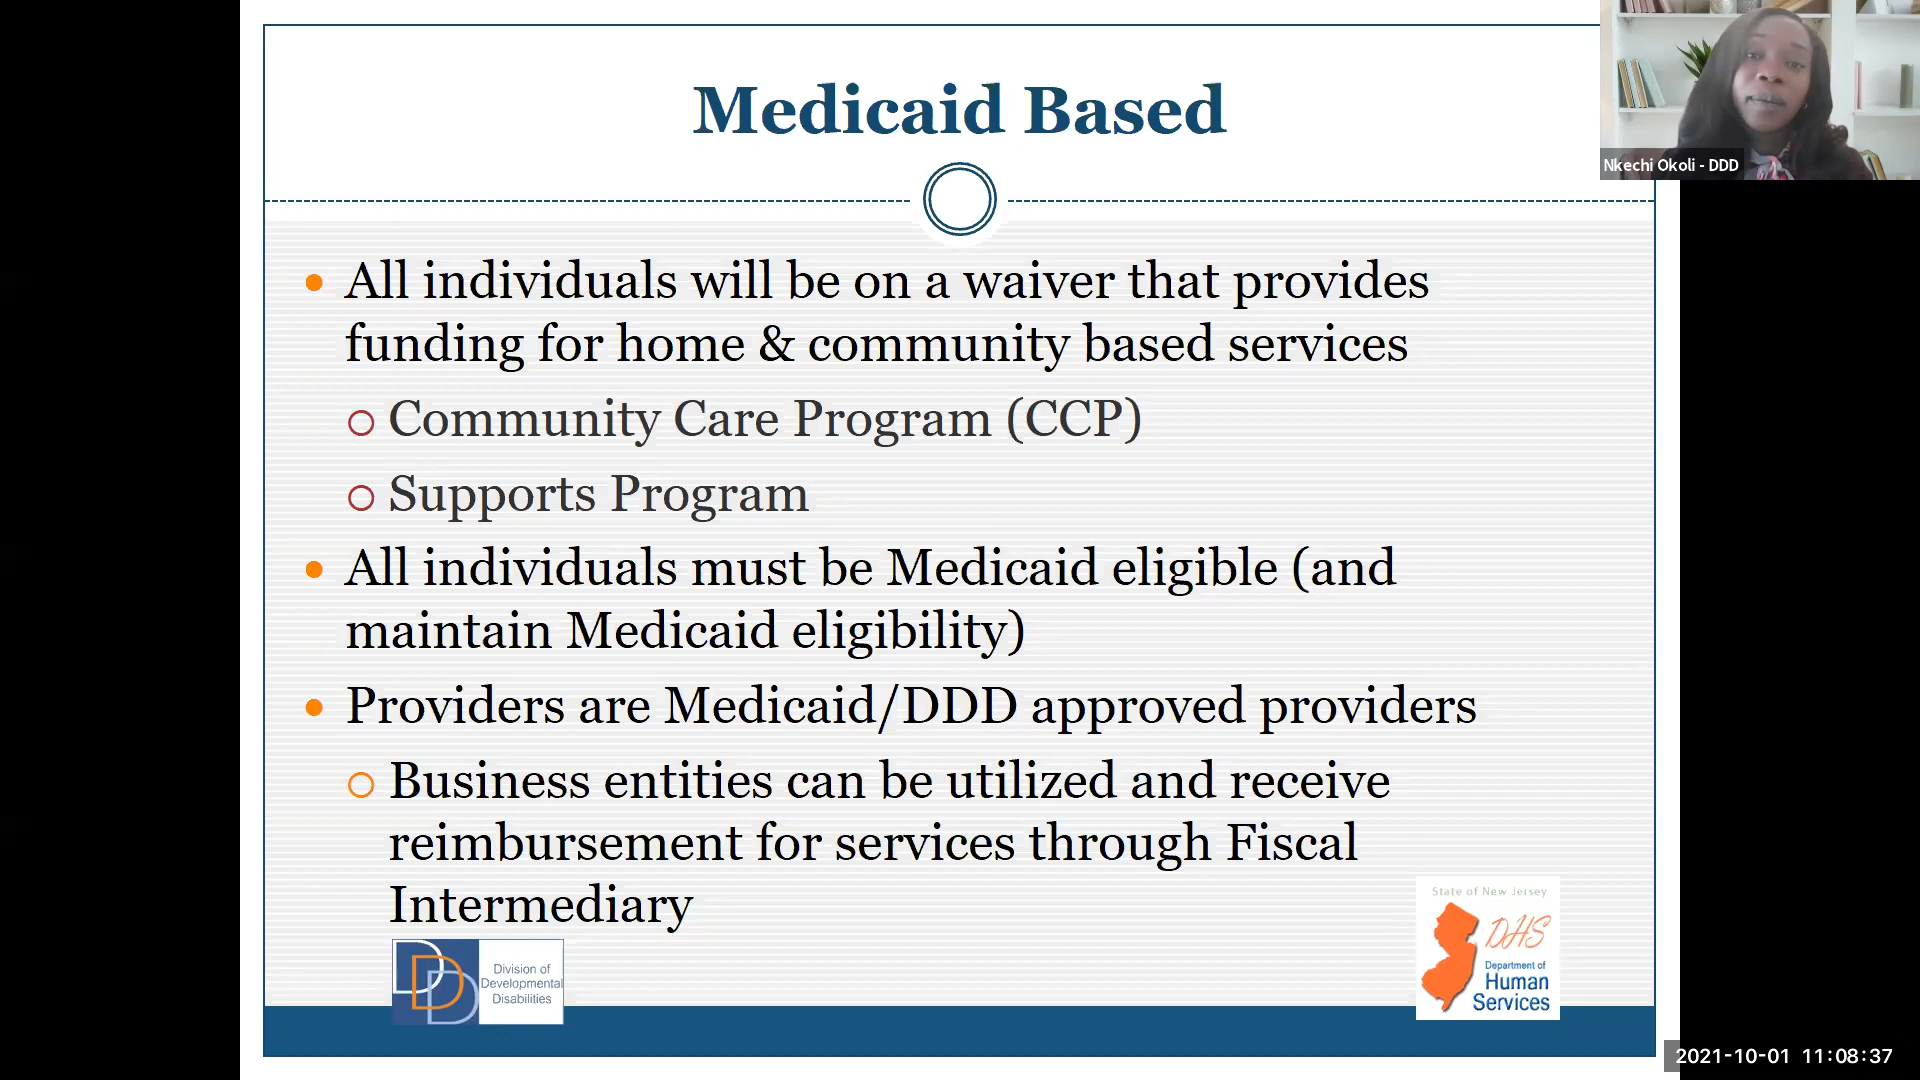 Medicaid Based
Nkechi Okoli - DDD
All individuals will be on a waiver that provides
funding for home & community based services
Community Care Program (CCP)
Supports Program
All individuals must be Medicaid eligible (and
maintain Medicaid eligibility)
Providers are Medicaid/DDD approved providers
Business entities can be utilized and receive
reimbursement for services through Fiscal
Intermediary
DDD
Division of
Developmental
Disabilities
State of New Jersey
DHS
Department of
Human
Services
2021-10-01 11:08:37